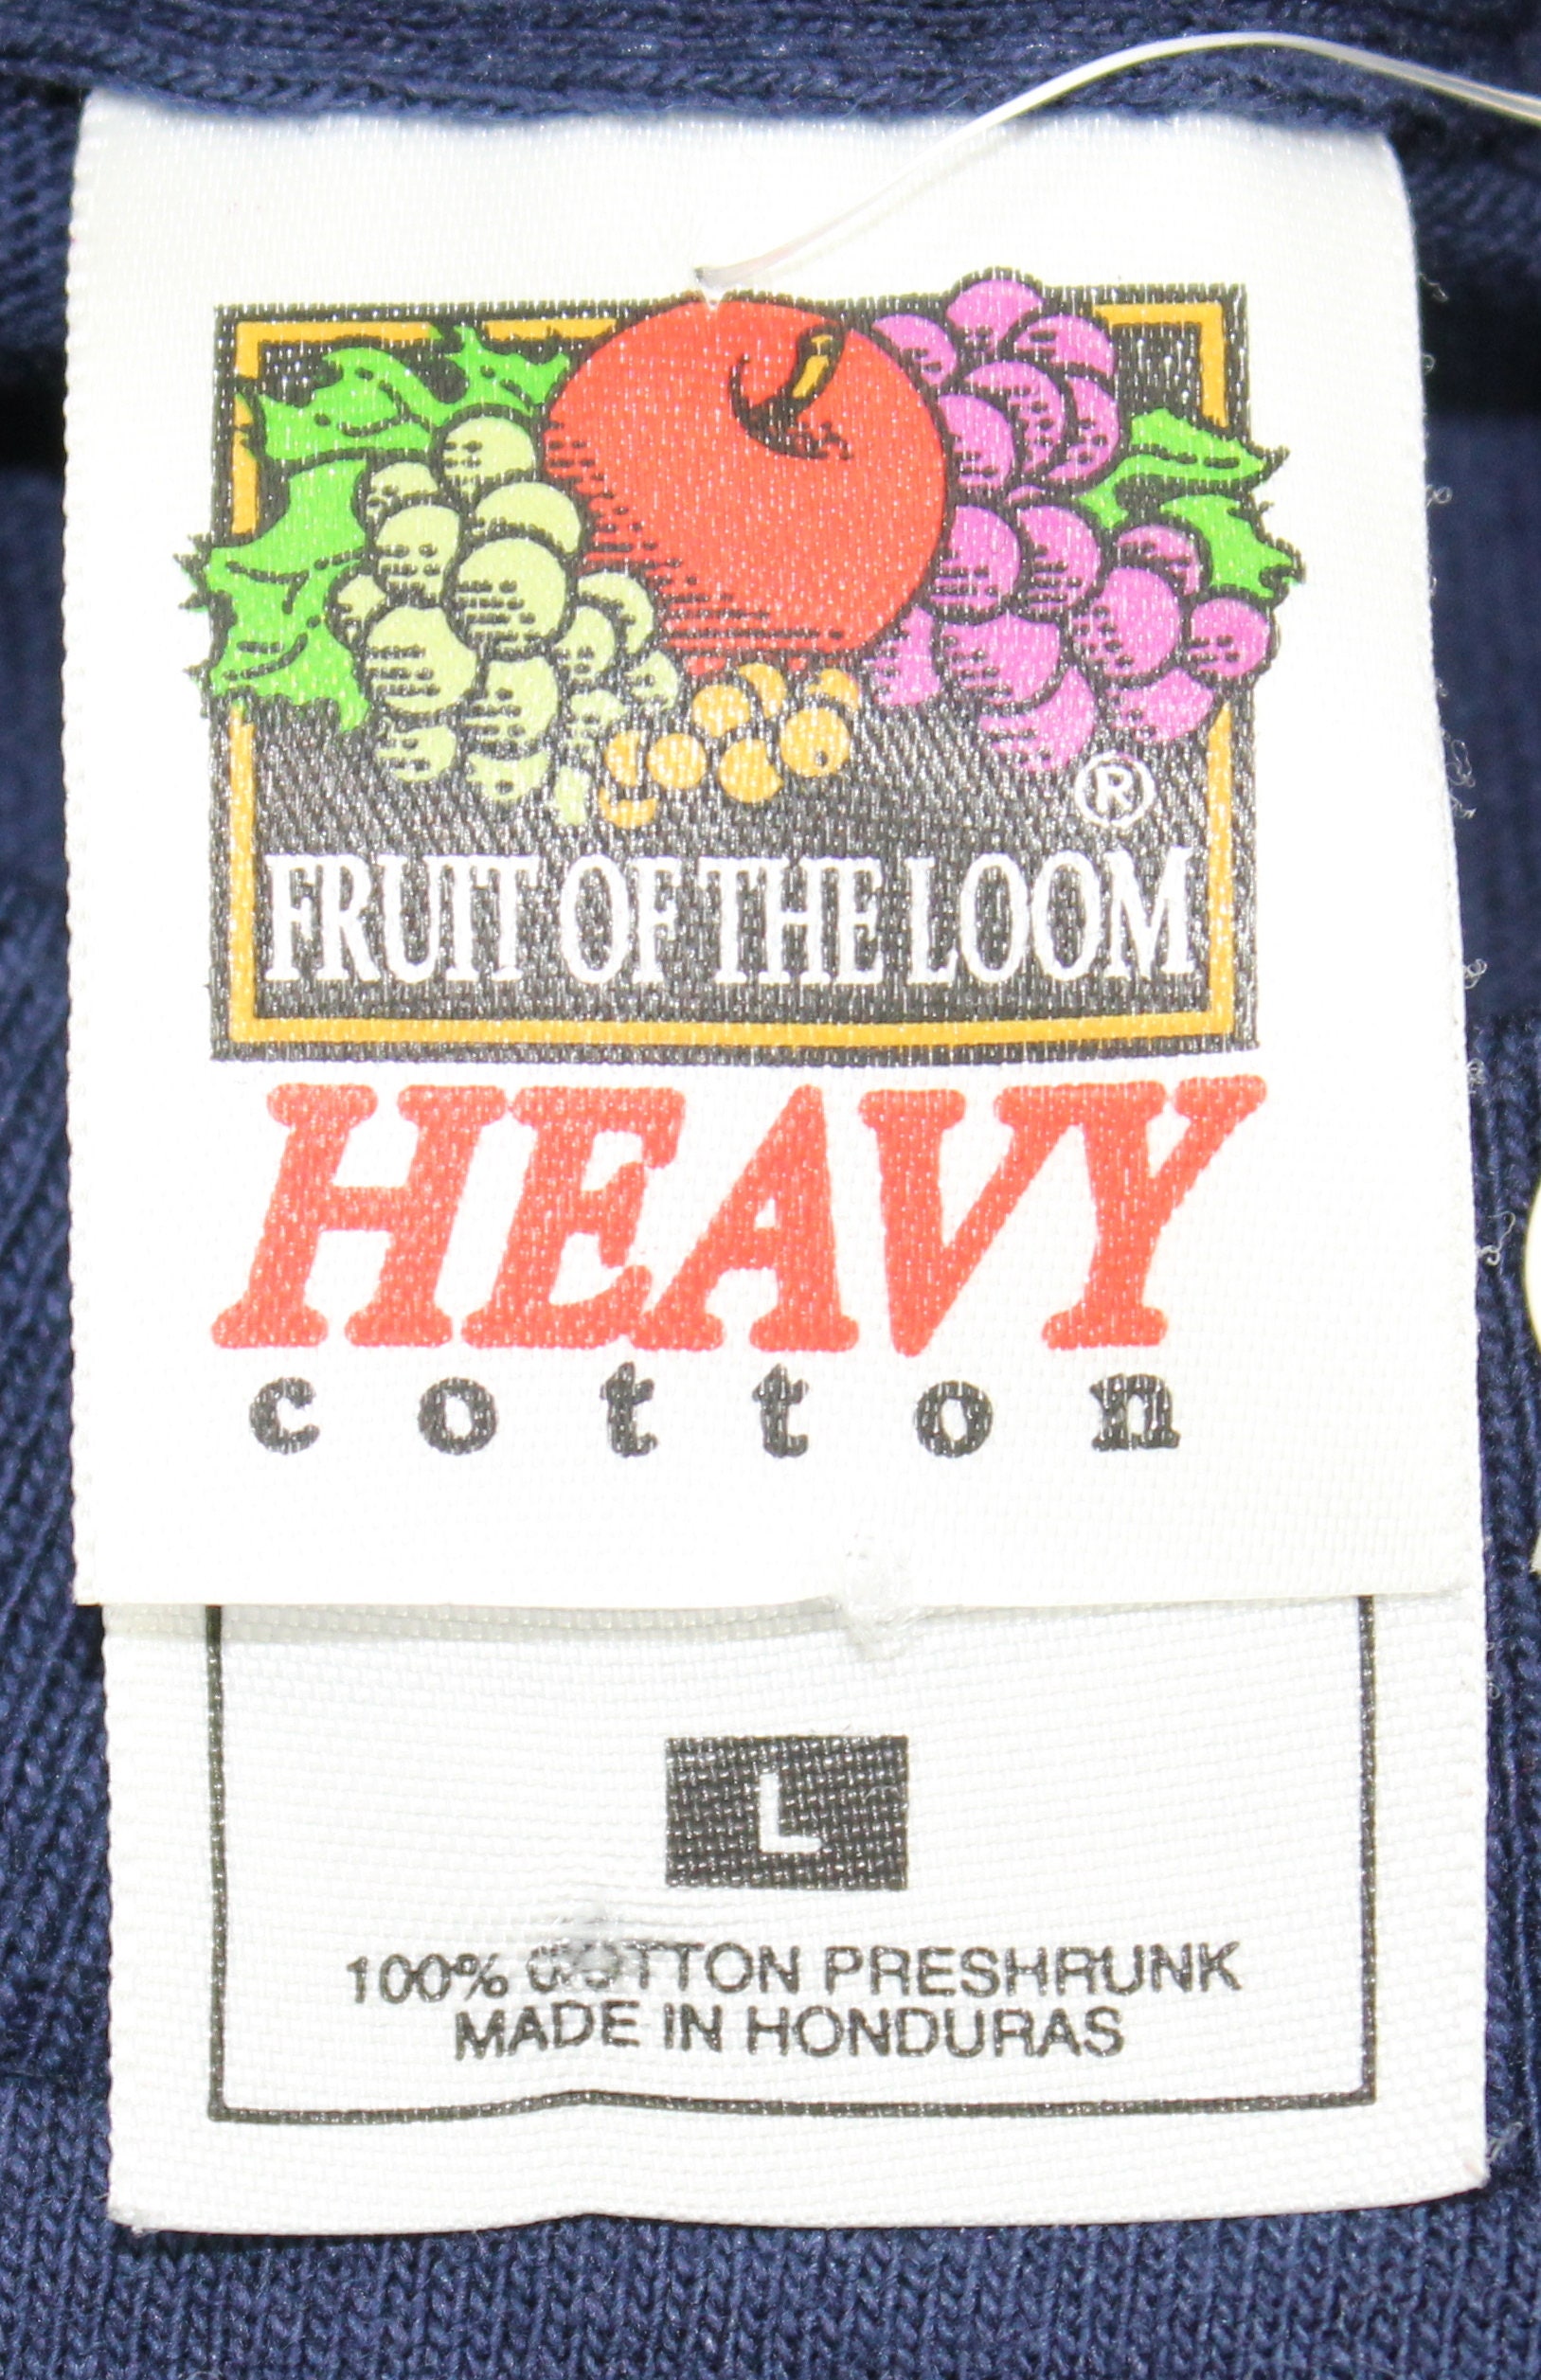 ®
FRUIT OF THE LOOM
HEAVY
cotton
L
100% COTTON PRESHRUNK
MADE IN HONDURAS